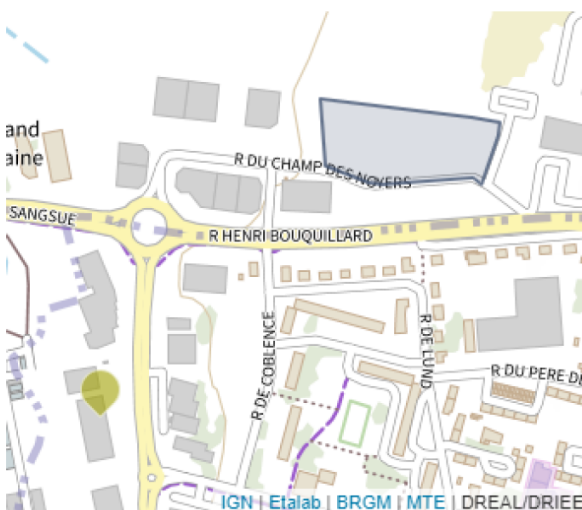 and
aine
R DU CHAMP DES NOYERS
SANGSUE
R HENRI BOUQUILLARD
R DE COBLENCE
R DE LUND
R DU PERE DE
IGN | Etalab | BRGM | MTE | DREAL/DRIEE